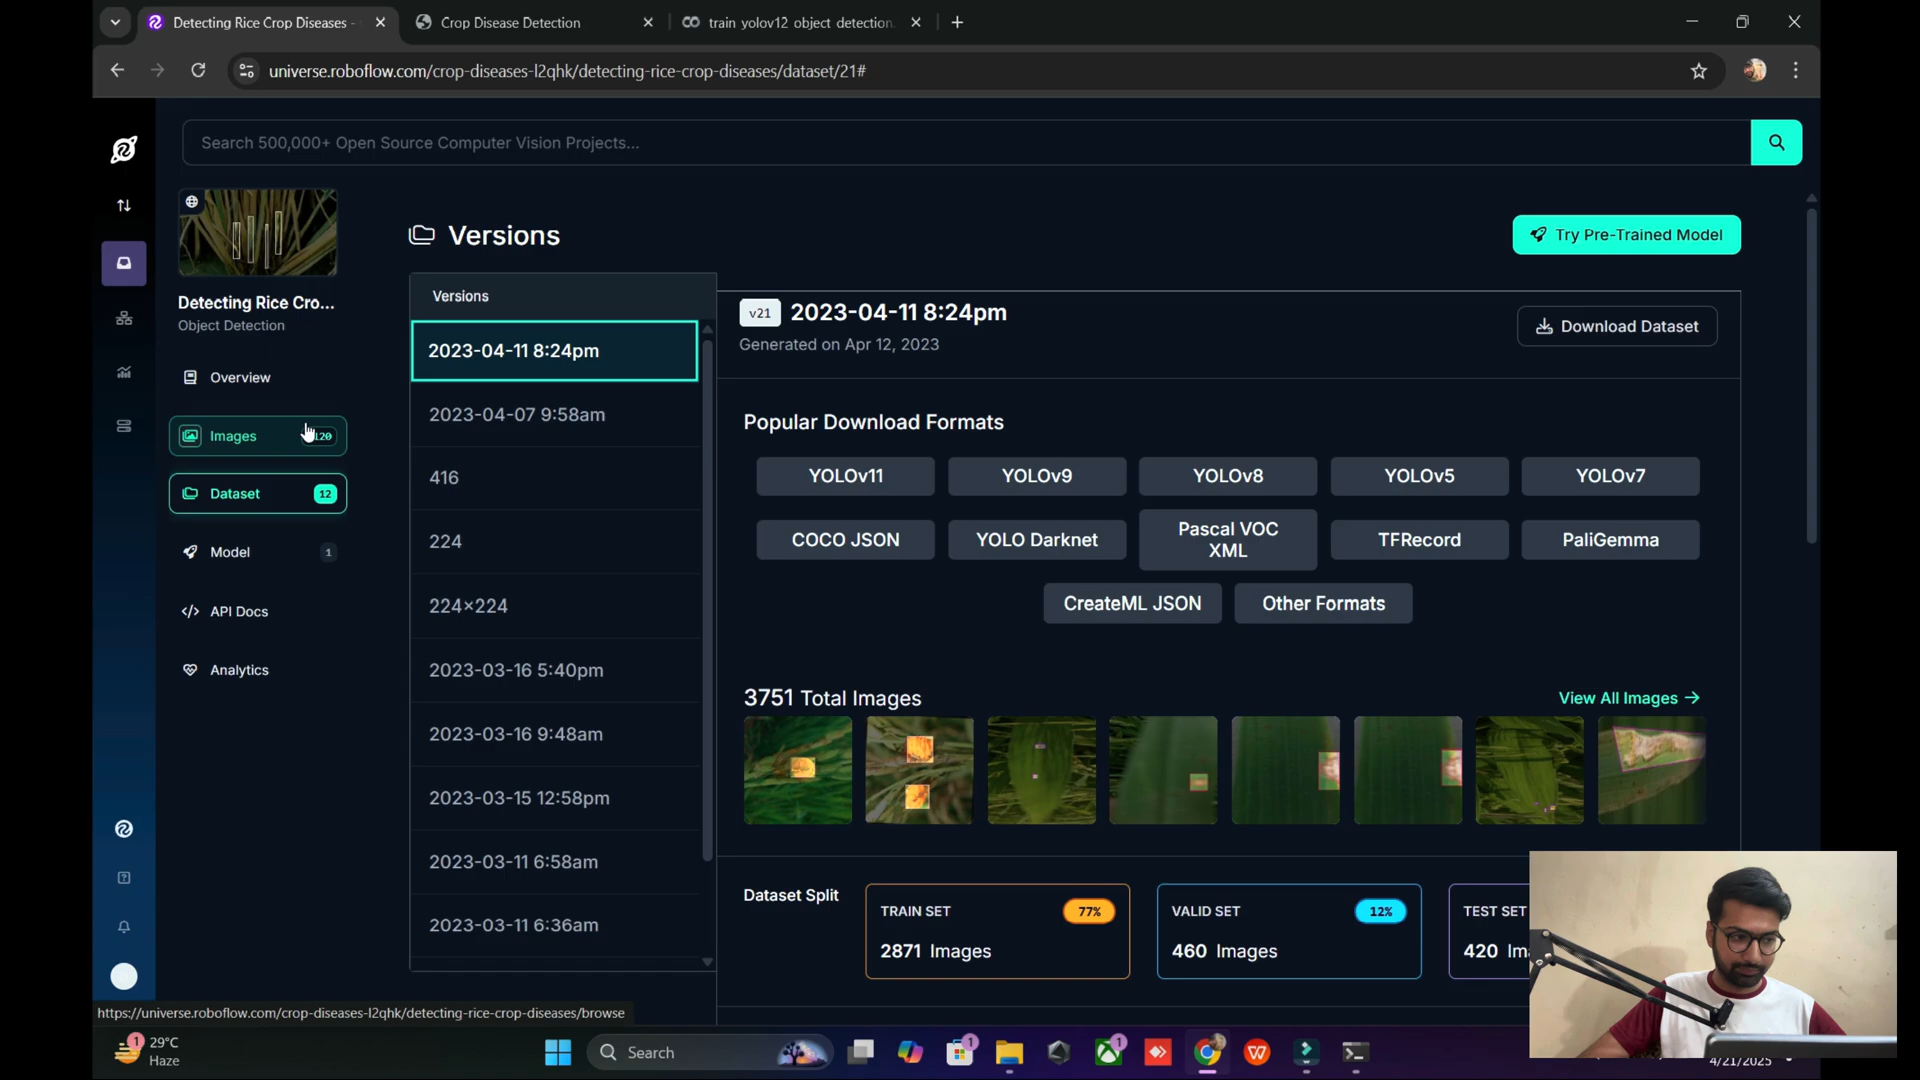 Detecting Rice Crop Diseases -
Crop Disease Detection
train yolov12 object detection.
universe.roboflow.com/crop-diseases-l2qhk/detecting-rice-crop-diseases/dataset/21#
Search 500,000+ Open Source Computer Vision Projects...
Detecting Rice Cro...
Object Detection
Overview
Images
Dataset 12
Model 1
API Docs
Analytics
Versions
Try Pre-Trained Model
Versions
2023-04-11 8:24pm
2023-04-07 9:58am
416
224
224×224
2023-03-16 5:40pm
2023-03-16 9:48am
2023-03-15 12:58pm
2023-03-11 6:58am
2023-03-11 6:36am
v21 2023-04-11 8:24pm
Generated on Apr 12, 2023
Download Dataset
Popular Download Formats
YOLOv11 YOLOv9 YOLOv8 YOLOv5 YOLOv7
COCO JSON YOLO Darknet Pascal VOC XML TFRecord PaliGemma
CreateML JSON Other Formats
3751 Total Images
View All Images
Dataset Split
TRAIN SET 77%
2871 Images
VALID SET 12%
460 Images
TEST SET
420 Im
https://universe.roboflow.com/crop-diseases-l2qhk/detecting-rice-crop-diseases/browse
1
29°C
Haze
Search
1
1
4/21/2025